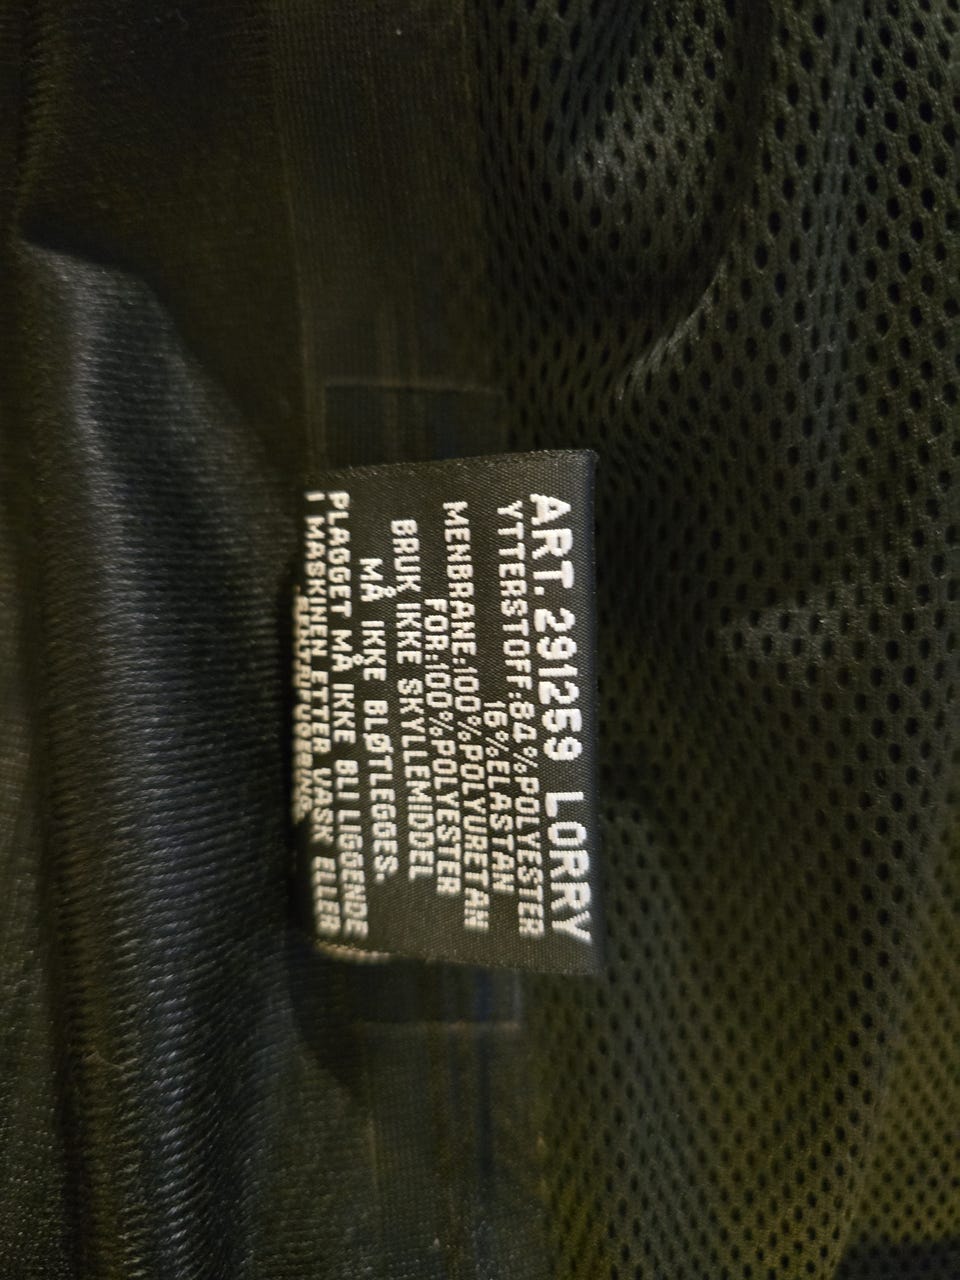 ART. 291259 LORRY
YTTERSTOFF:84%POLYESTER
16%ELASTAN
MENBRANE:100%POLYURETAN
FOR:100%POLYESTER
BRUK IKKE SKYLLEMIDDEL
MÅ IKKE BLØTLEGGES.
PLAGGET MÅ IKKE BLI LIGGENDE
I MASKINEN ETTER VASK ELLER
SENTRIFUGERING.